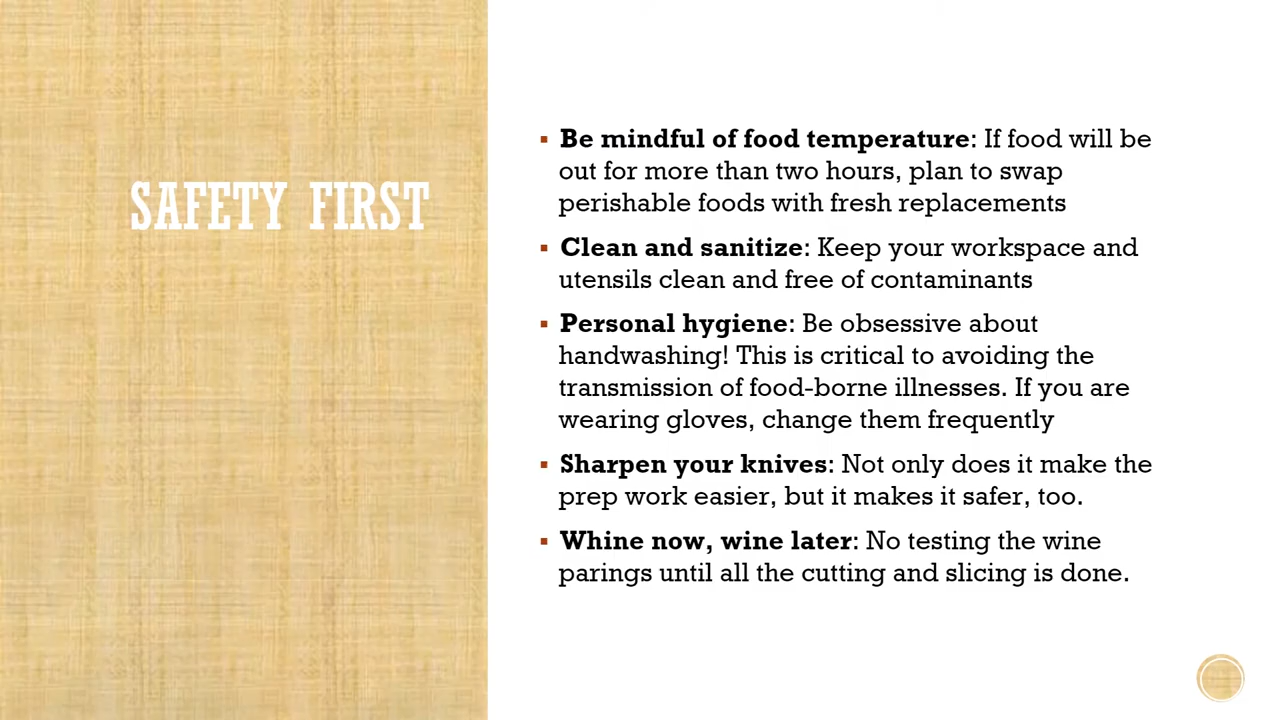 SAFETY FIRST
▪ Be mindful of food temperature: If food will be
out for more than two hours, plan to swap
perishable foods with fresh replacements
▪ Clean and sanitize: Keep your workspace and
utensils clean and free of contaminants
▪ Personal hygiene: Be obsessive about
handwashing! This is critical to avoiding the
transmission of food-borne illnesses. If you are
wearing gloves, change them frequently
▪ Sharpen your knives: Not only does it make the
prep work easier, but it makes it safer, too.
▪ Whine now, wine later: No testing the wine
parings until all the cutting and slicing is done.